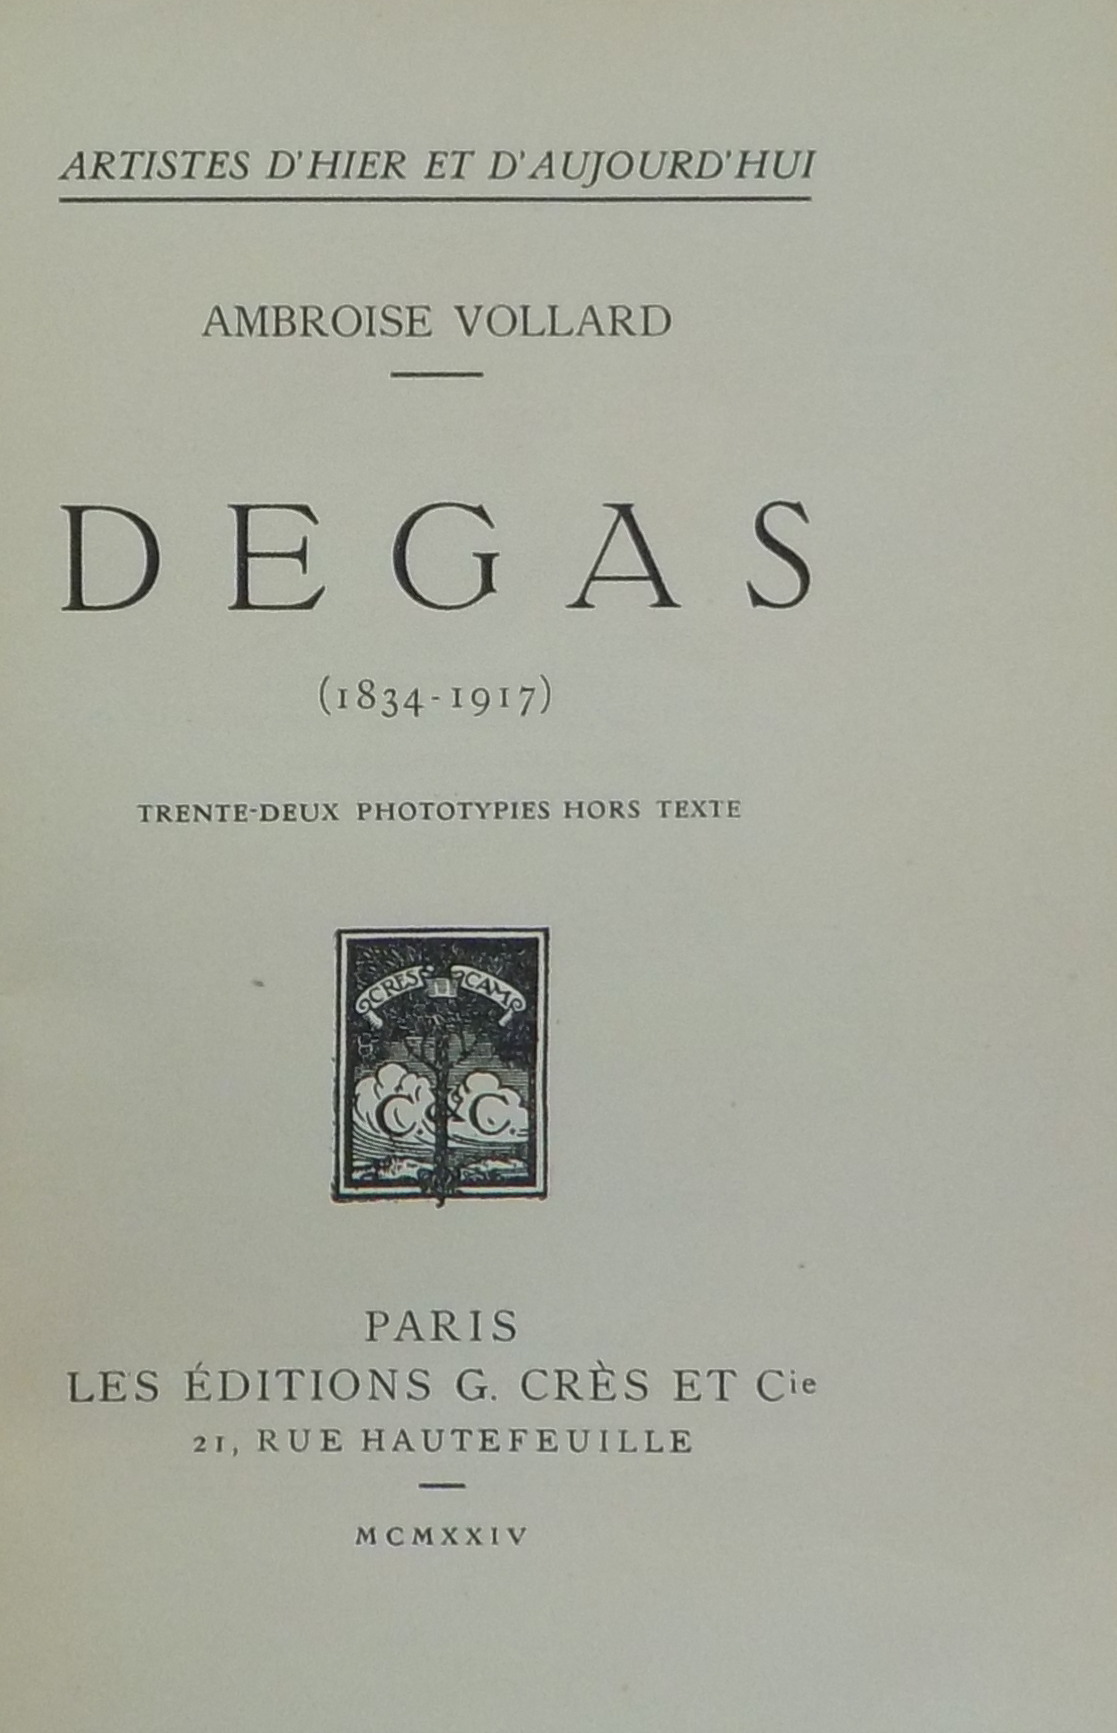 ARTISTES D'HIER ET D'AUJOURD'HUI
AMBROISE VOLLARD
DEGAS
(1834-1917)
TRENTE-DEUX PHOTOTYPIES HORS TEXTE
CRES CAM
C. & C.
PARIS
LES ÉDITIONS G. CRÈS ET Cie
21, RUE HAUTEFEUILLE
MCMXXIV